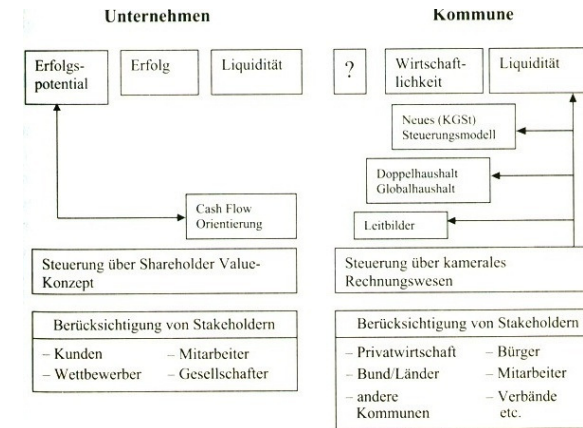 Unternehmen
Erfolgs-
potential
Erfolg
Liquidität
Cash Flow
Orientierung
Steuerung über Shareholder Value-
Konzept
Berücksichtigung von Stakeholdern
– Kunden – Mitarbeiter
– Wettbewerber – Gesellschafter
Kommune
?
Wirtschaft-
lichkeit
Liquidität
Neues (KGSt)
Steuerungsmodell
Doppelhaushalt
Globalhaushalt
Leitbilder
Steuerung über kamerales
Rechnungswesen
Berücksichtigung von Stakeholdern
– Privatwirtschaft – Bürger
– Bund/Länder – Mitarbeiter
– andere – Verbände
Kommunen etc.